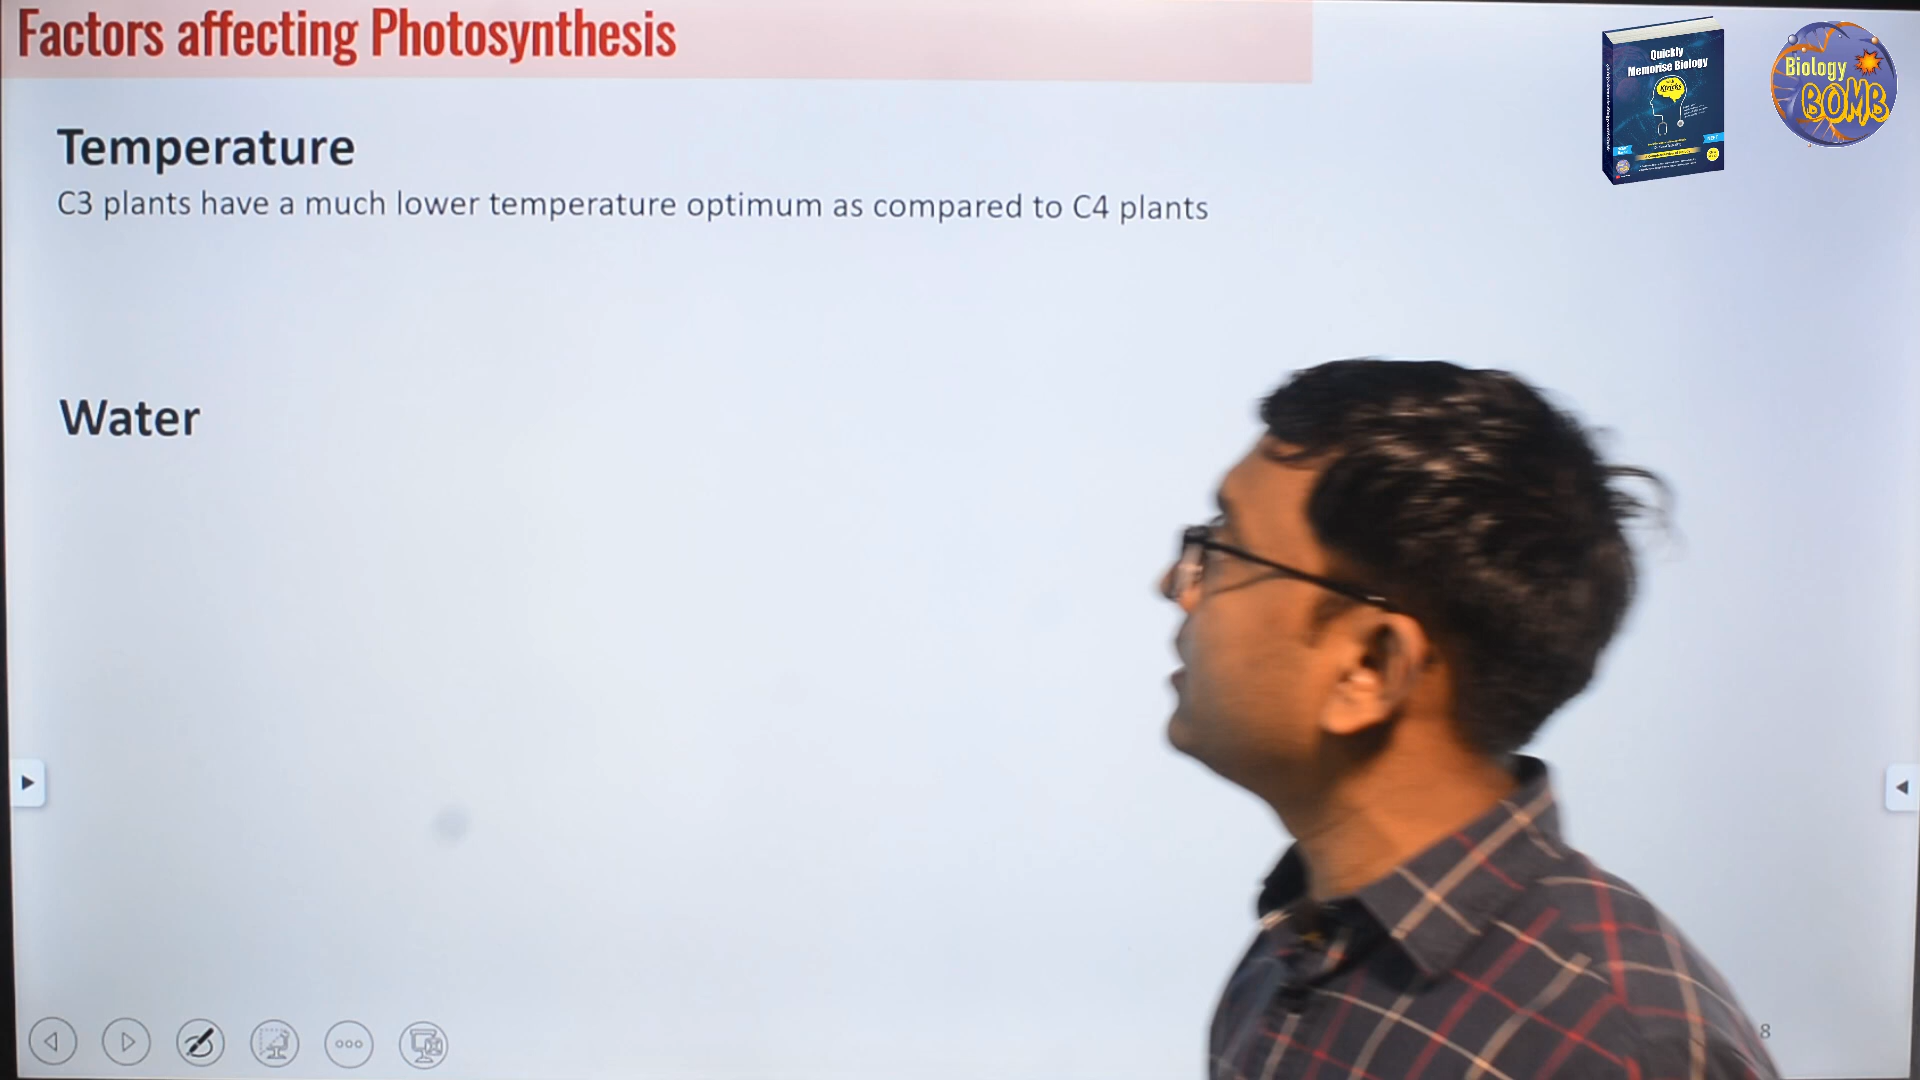 Factors affecting Photosynthesis
Quickly
Memorise Biology
Biology
BOMB
Temperature
C3 plants have a much lower temperature optimum as compared to C4 plants
Water
8